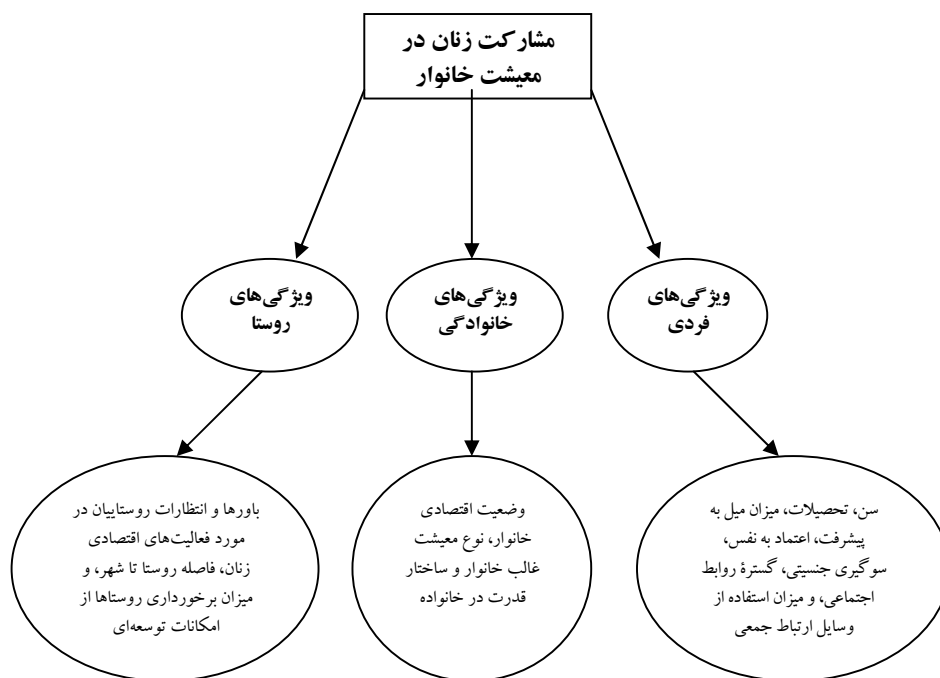 مشارکت زنان در
معیشت خانوار
ویژگی‌های
فردی
ویژگی‌های
خانوادگی
ویژگی‌های
روستا
سن، تحصیلات، میزان میل به
پیشرفت، اعتماد به نفس،
سوگیری جنسیتی، گسترۀ روابط
اجتماعی، و میزان استفاده از
وسایل ارتباط جمعی
وضعیت اقتصادی
خانوار، نوع معیشت
غالب خانوار و ساختار
قدرت در خانواده
باورها و انتظارات روستاییان در
مورد فعالیت‌های اقتصادی
زنان، فاصله روستا تا شهر، و
میزان برخورداری روستاها از
امکانات توسعه‌ای